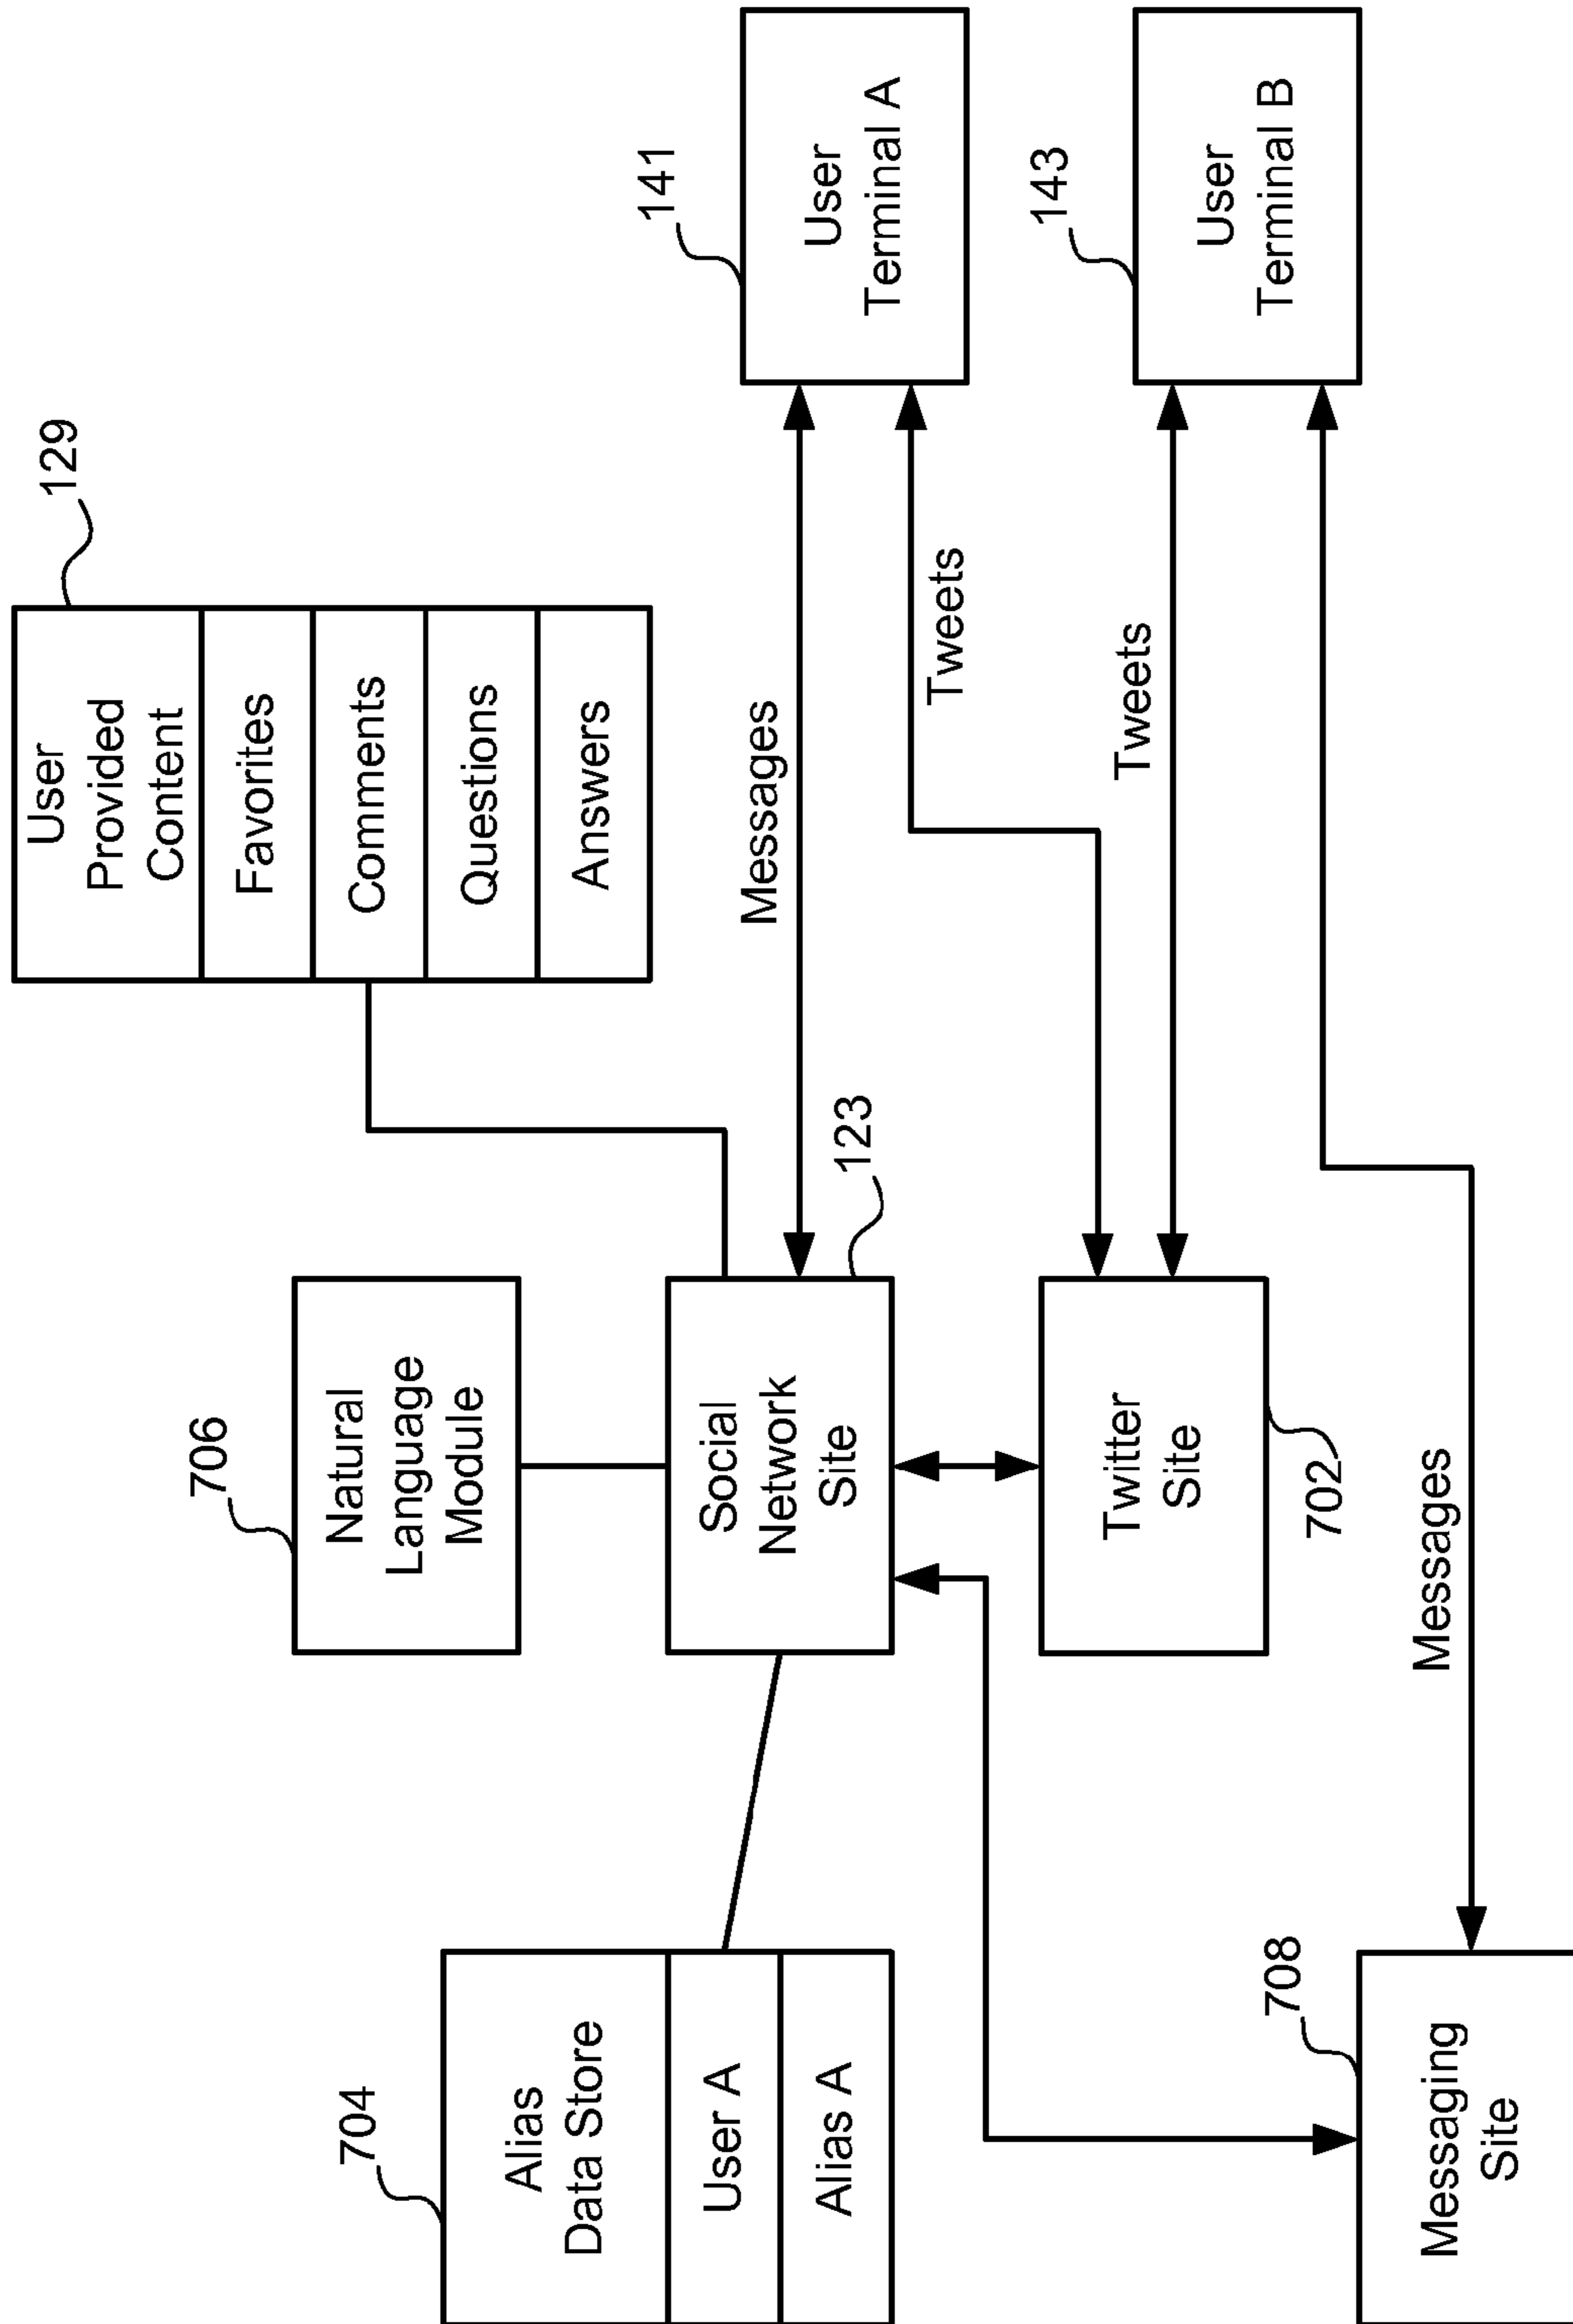 704
Alias
Data Store
User A
Alias A
706
Natural
Language
Module
129
User
Provided
Content
Favorites
Comments
Questions
Answers
123
Social
Network
Site
Messages
141
User
Terminal A
Tweets
Twitter
Site
702
Tweets
143
User
Terminal B
708
Messaging
Site
Messages